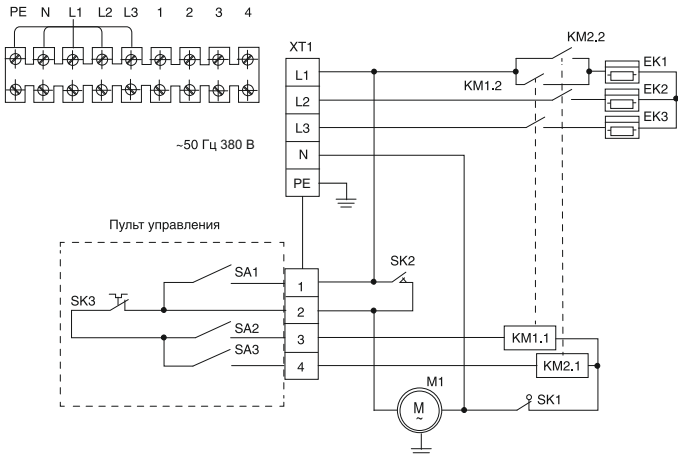 PE N L1 L2 L3 1 2 3 4
XT1
KM2.2
L1
KM1.2
EK1
L2
EK2
L3
EK3
~50 Гц 380 В
N
PE
Пульт управления
SA1
SK2
1
SK3
2
SA2
3
KM1.1
SA3
4
KM2.1
M1
M
~
SK1